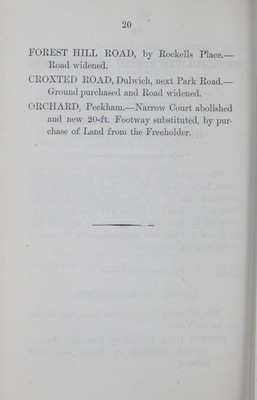 20
FOREST HILL ROAD, by Rockells Place.—
Road widened.
CROXTED ROAD, Dulwich, next Park Road.—
Ground purchased and Road widened.
ORCHARD, Peckham.—Narrow Court abolished
and new 20-ft. Footway substituted, by pur-
chase of Land from the Freeholder.